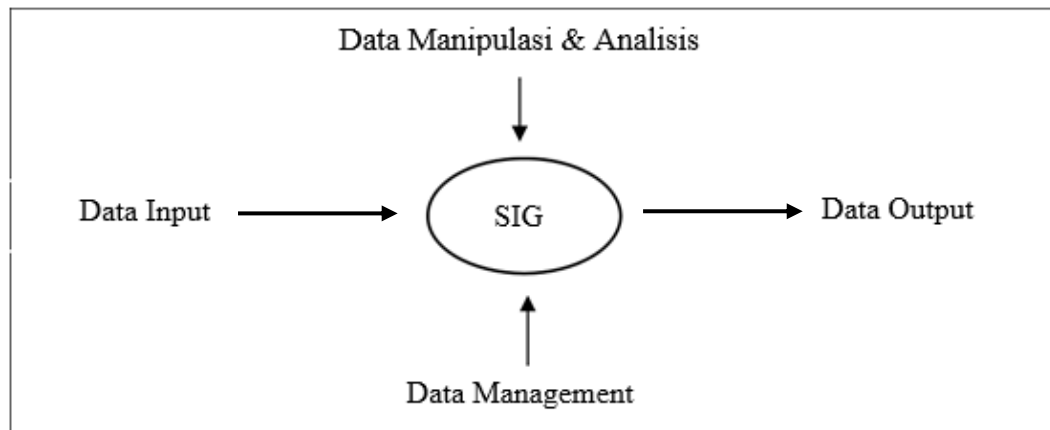 Data Manipulasi & Analisis
Data Input
SIG
Data Output
Data Management